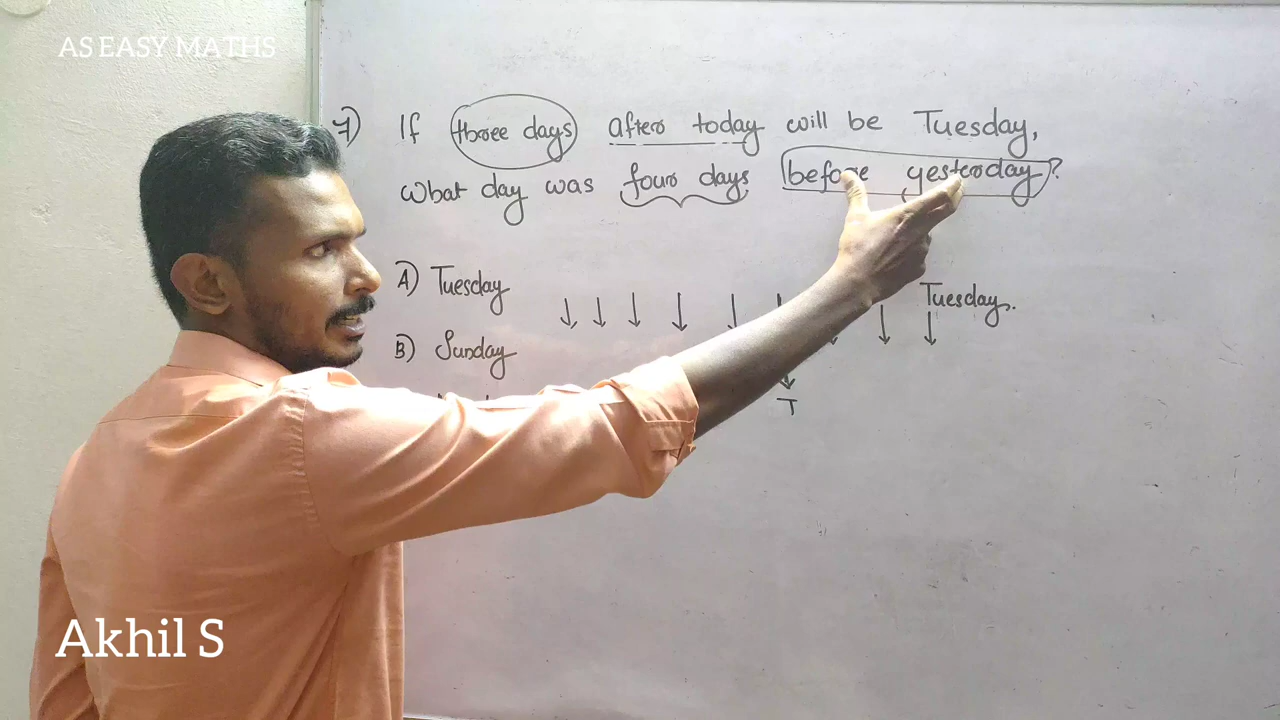 AS EASY MATHS
7) If three days after today will be Tuesday,
what day was four days before yesterday?
A) Tuesday
Tuesday.
B) Sunday
T
Akhil S